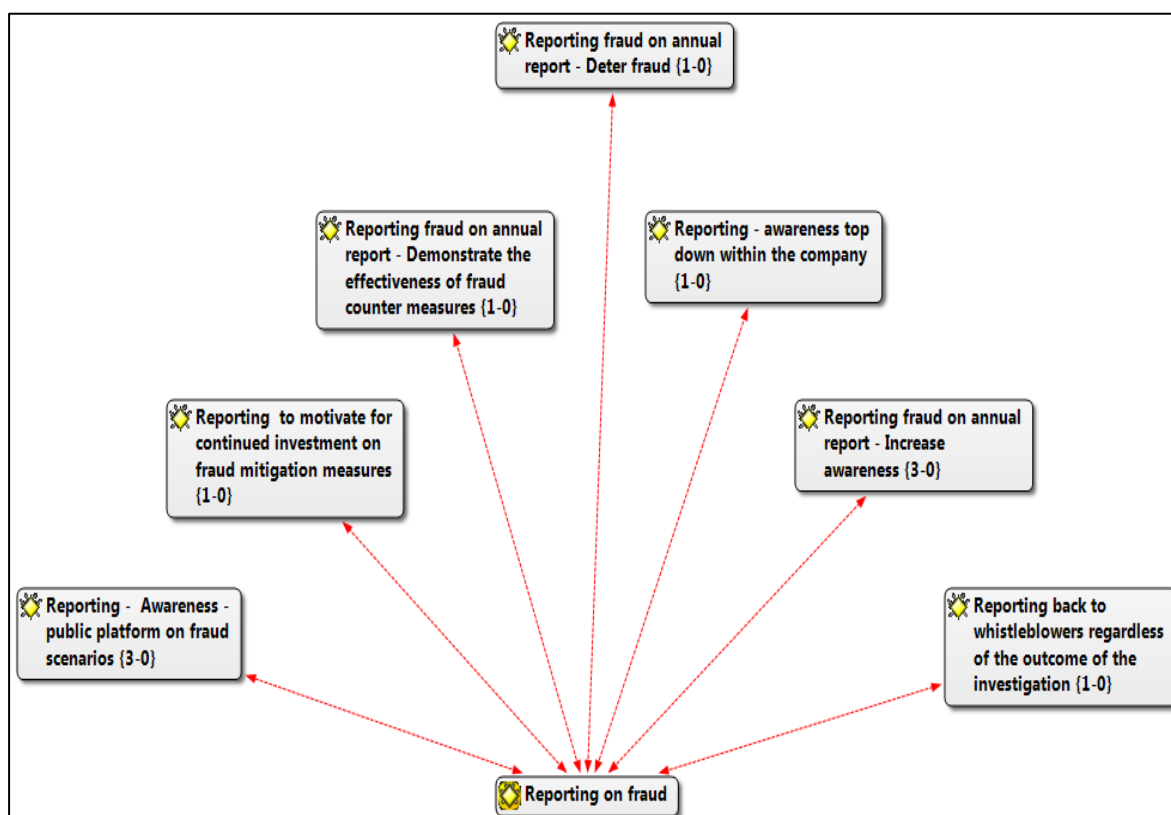 Reporting fraud on annual
report - Deter fraud {1-0}
Reporting fraud on annual
report - Demonstrate the
effectiveness of fraud
counter measures {1-0}
Reporting - awareness top
down within the company
{1-0}
Reporting to motivate for
continued investment on
fraud mitigation measures
{1-0}
Reporting fraud on annual
report - Increase
awareness {3-0}
Reporting - Awareness -
public platform on fraud
scenarios {3-0}
Reporting back to
whistleblowers regardless
of the outcome of the
investigation {1-0}
Reporting on fraud